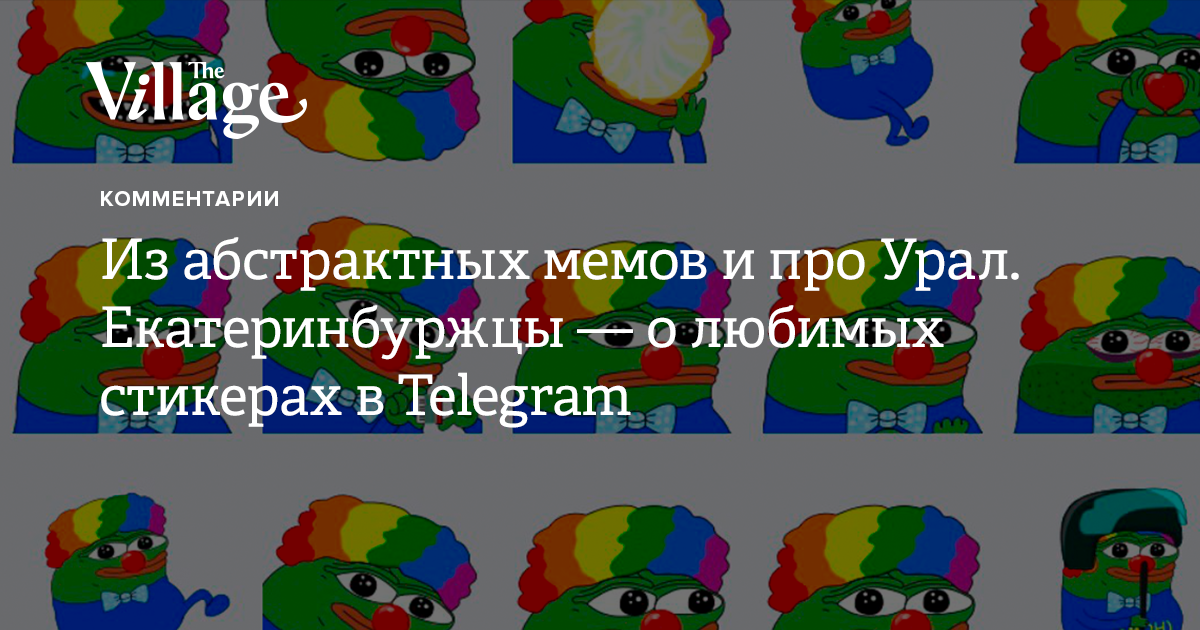 The
Village
КОММЕНТАРИИ
Из абстрактных мемов и про Урал.
Екатеринбуржцы — о любимых
стикерах в Telegram